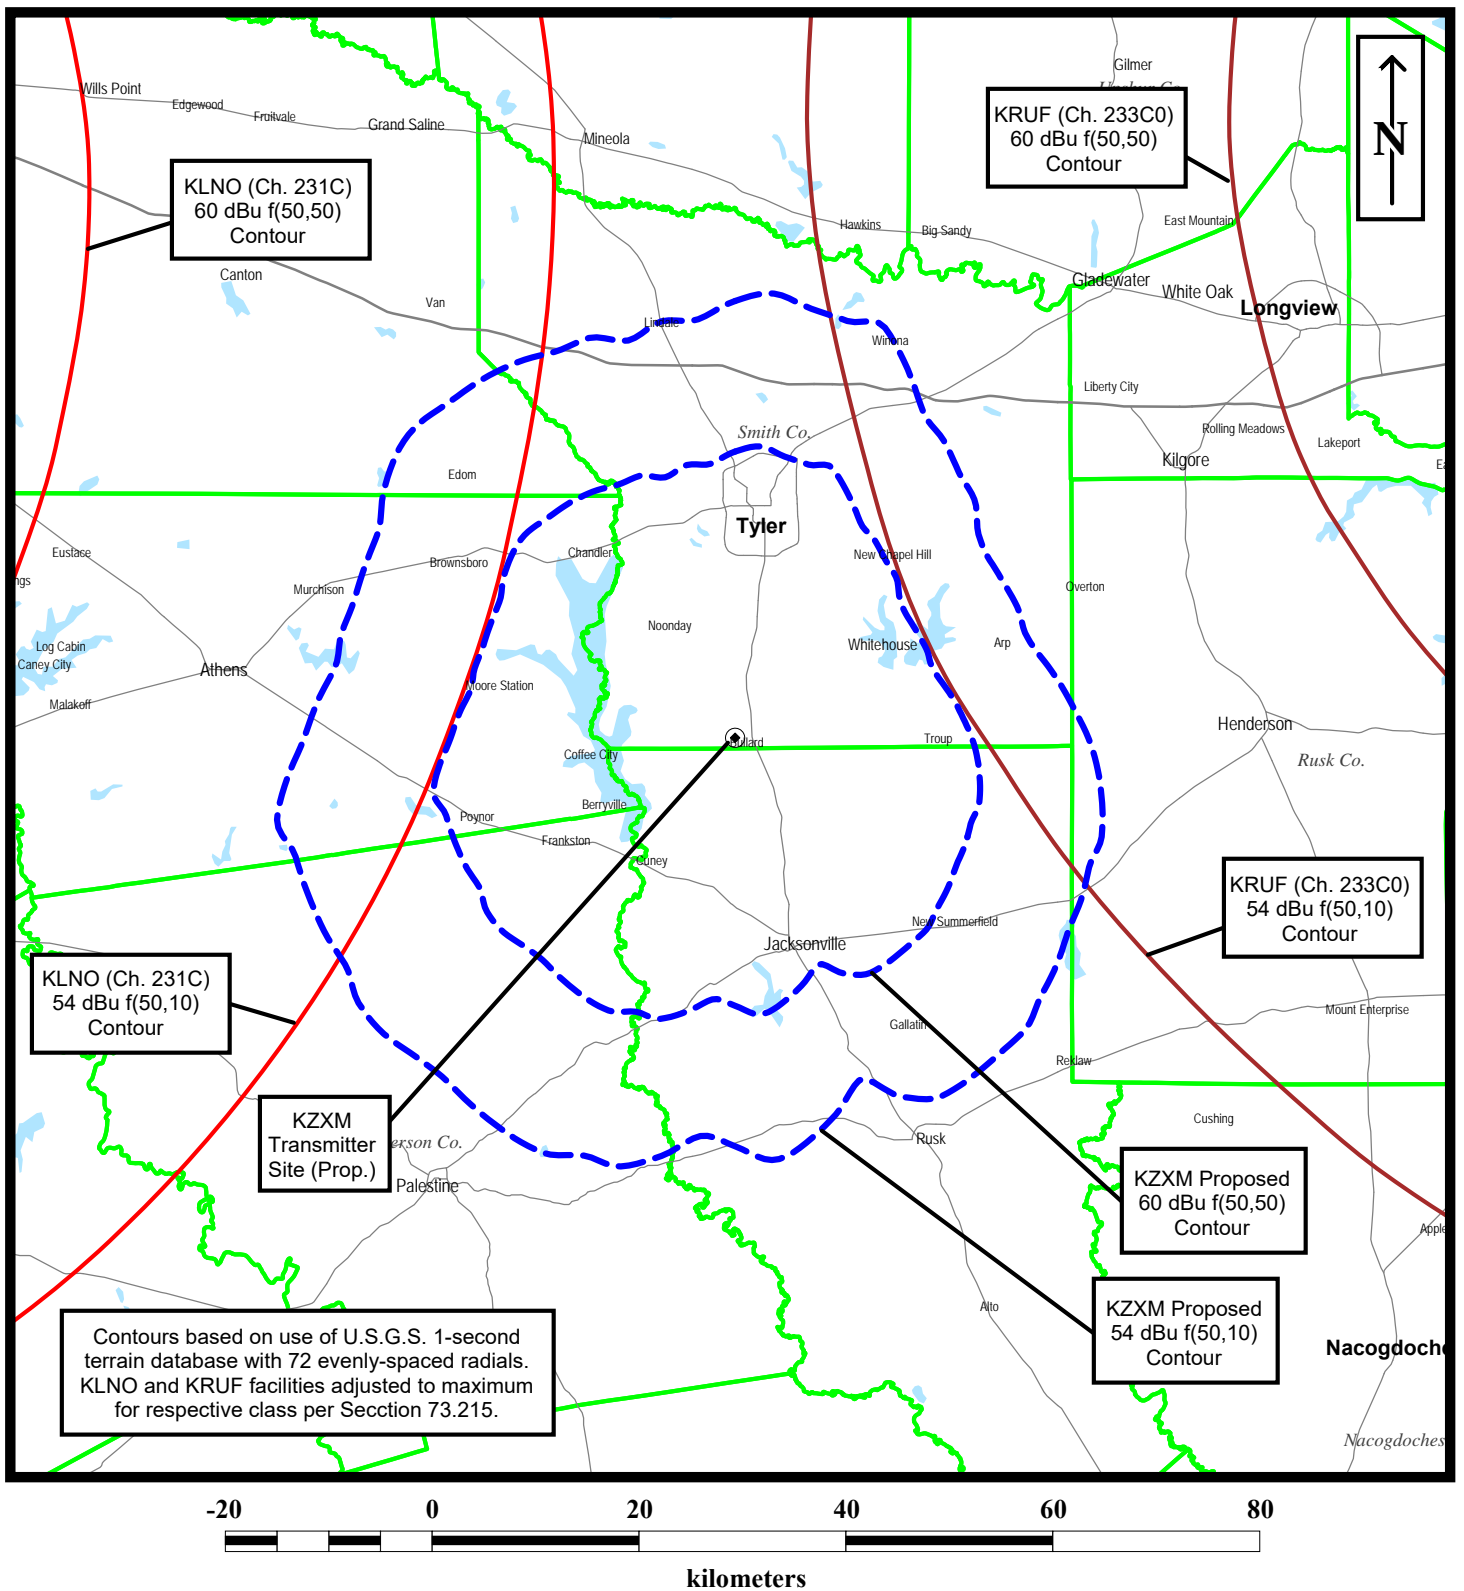 Gilmer
Wills Point
Edgewood
Fruitvale
Grand Saline
Mineola
KRUF (Ch. 233C0)
60 dBu f(50,50)
Contour
N
KLNO (Ch. 231C)
60 dBu f(50,50)
Contour
Hawkins
Big Sandy
East Mountain
Canton
Van
Gladewater
White Oak
Longview
Lindale
Winona
Liberty City
Smith Co.
Rolling Meadows
Lakeport
Kilgore
Edom
Tyler
Eustace
Brownsboro
Chandler
New Chapel Hill
ngs
Murchison
Overton
Noonday
Log Cabin
Caney City
Athens
Whitehouse
Arp
Moore Station
Malakoff
Henderson
Bullard
Troup
Coffee City
Rusk Co.
Berryville
Poynor
Frankston
Cuney
KRUF (Ch. 233C0)
54 dBu f(50,10)
Contour
New Summerfield
Jacksonville
KLNO (Ch. 231C)
54 dBu f(50,10)
Contour
Gallatin
Mount Enterprise
Reklaw
KZXM
Transmitter
Site (Prop.)
erson Co.
Cushing
Rusk
Palestine
KZXM Proposed
60 dBu f(50,50)
Contour
Apple
Alto
KZXM Proposed
54 dBu f(50,10)
Contour
Contours based on use of U.S.G.S. 1-second
terrain database with 72 evenly-spaced radials.
KLNO and KRUF facilities adjusted to maximum
for respective class per Secction 73.215.
Nacogdoche
Nacogdoches
-20 0 20 40 60 80
kilometers